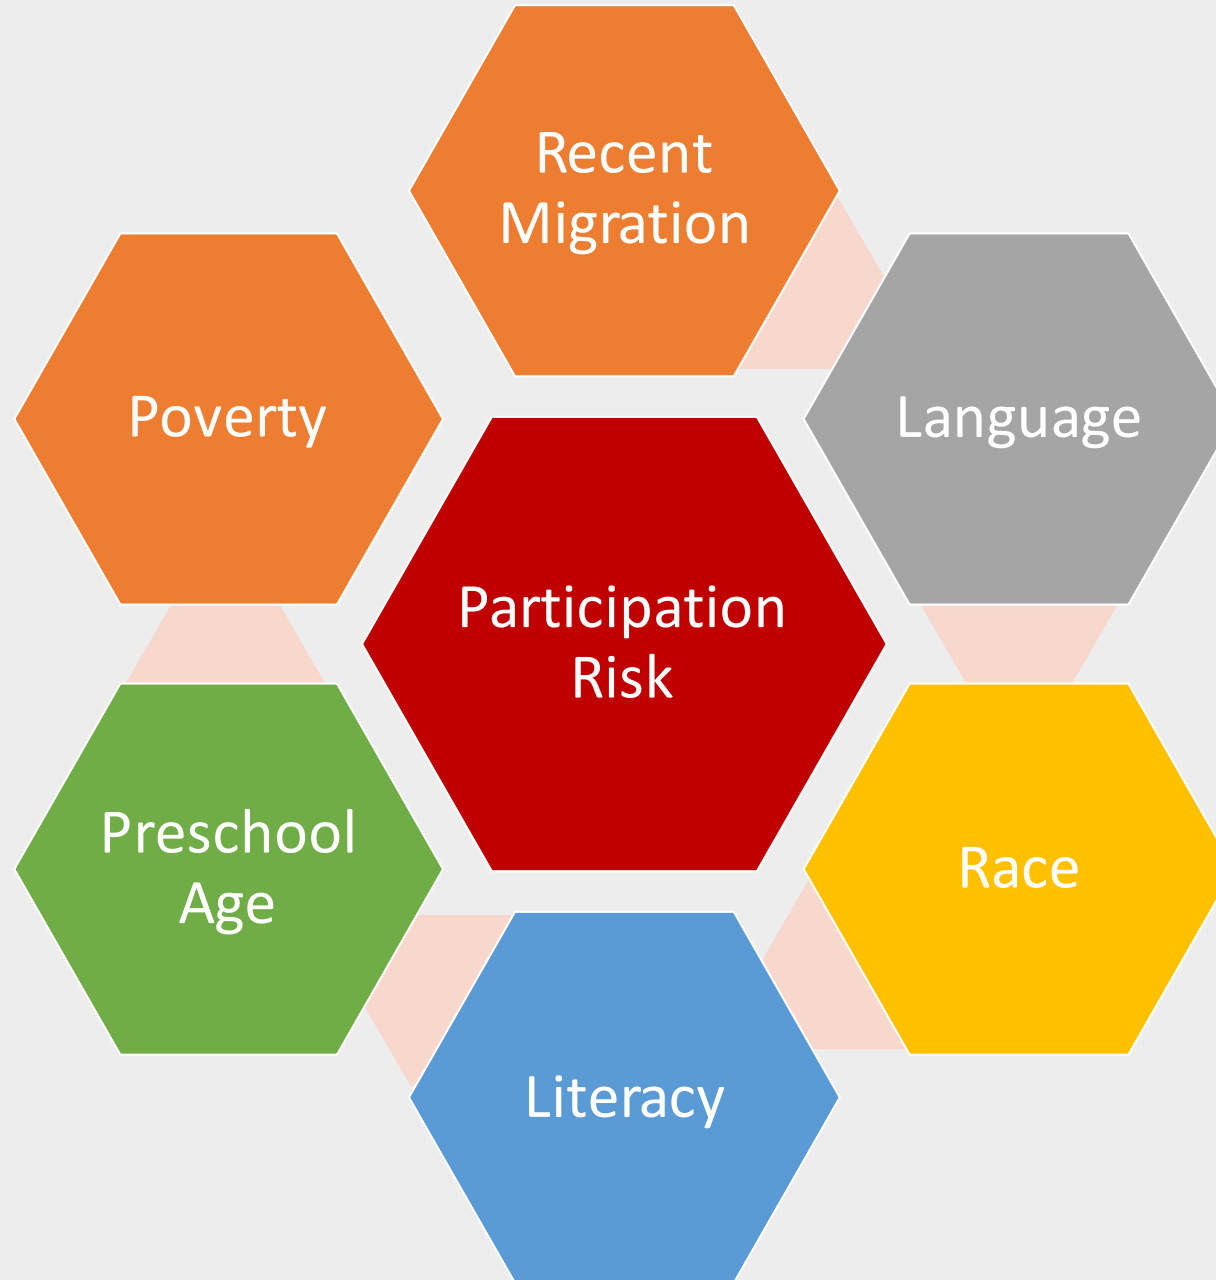 Recent
Migration
Poverty
Language
Participation
Risk
Preschool
Age
Race
Literacy